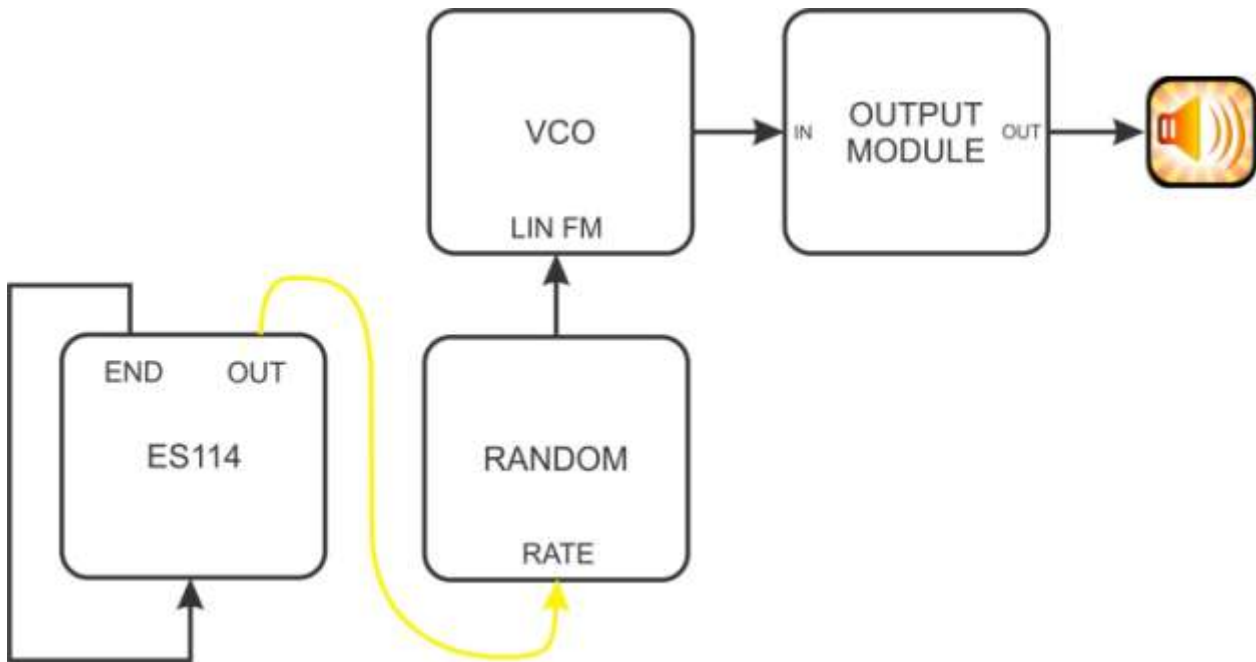 VCO
LIN FM
IN
OUTPUT
MODULE
OUT
END
OUT
ES114
RANDOM
RATE